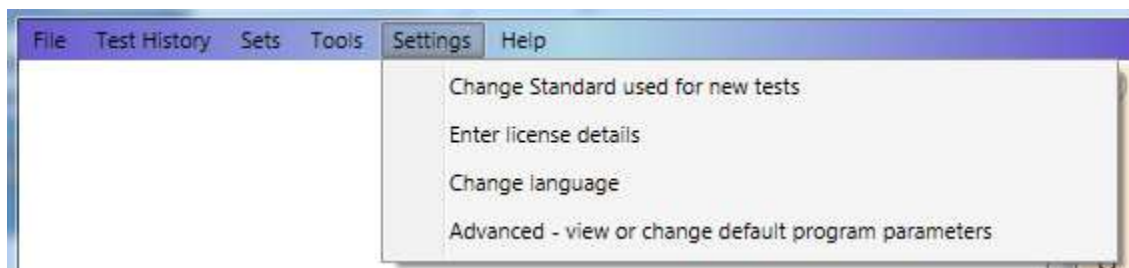 File Test History Sets Tools Settings Help
Change Standard used for new tests
Enter license details
Change language
Advanced - view or change default program parameters